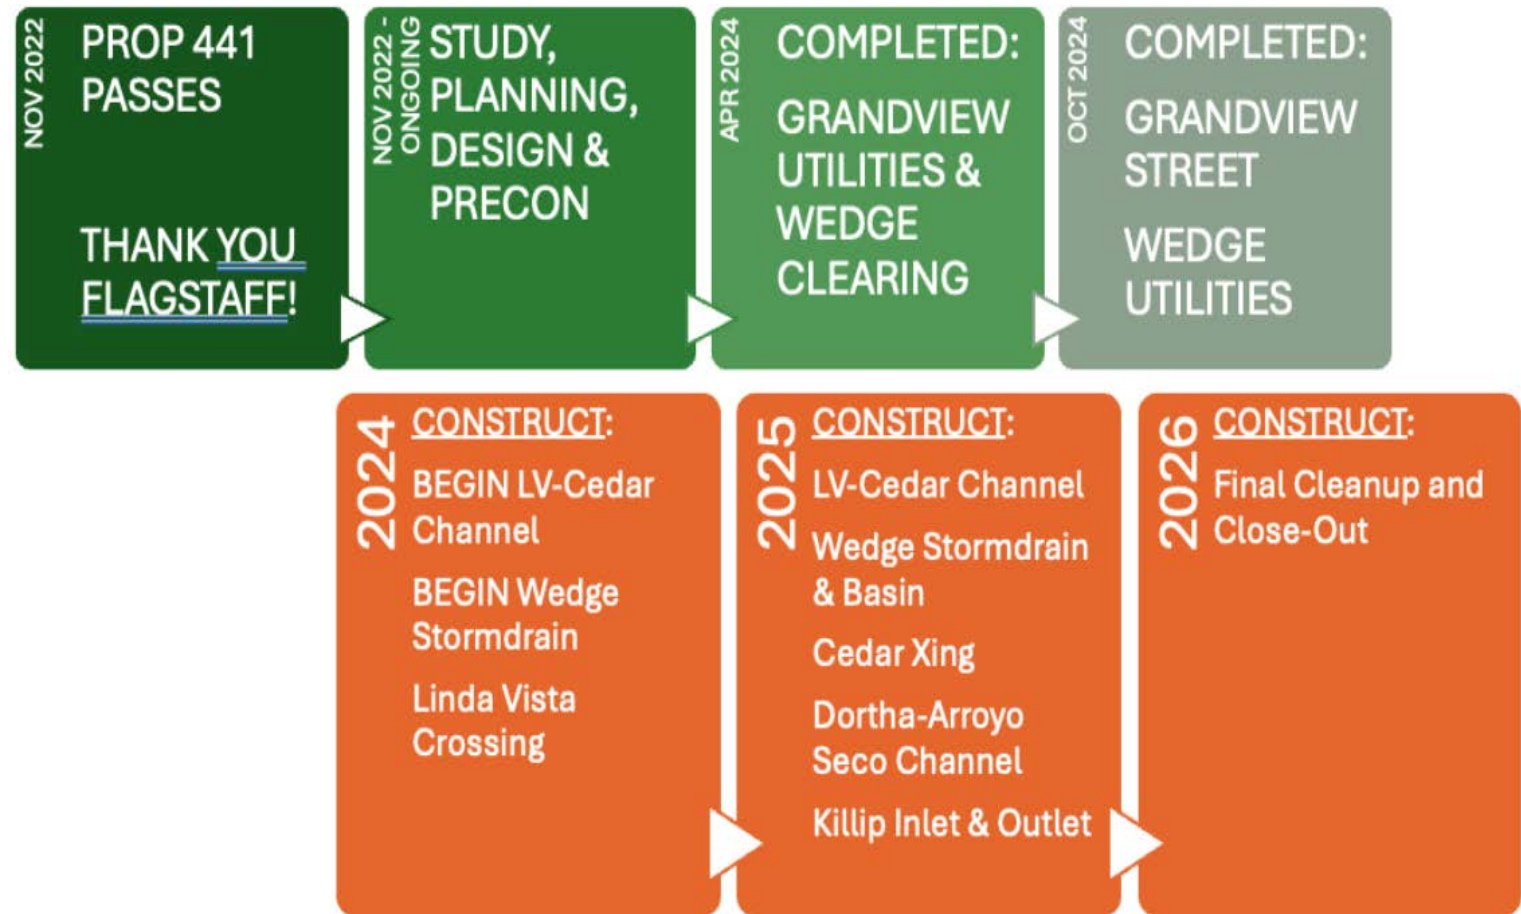 NOV 2022
PROP 441
PASSES
THANK YOU
FLAGSTAFF!
NOV 2022 -
ONGOING
STUDY,
PLANNING,
DESIGN &
PRECON
APR 2024
COMPLETED:
GRANDVIEW
UTILITIES &
WEDGE
CLEARING
OCT 2024
COMPLETED:
GRANDVIEW
STREET
WEDGE
UTILITIES
2024
CONSTRUCT:
BEGIN LV-Cedar
Channel
BEGIN Wedge
Stormdrain
Linda Vista
Crossing
2025
CONSTRUCT:
LV-Cedar Channel
Wedge Stormdrain
& Basin
Cedar Xing
Dortha-Arroyo
Seco Channel
Killip Inlet & Outlet
2026
CONSTRUCT:
Final Cleanup and
Close-Out